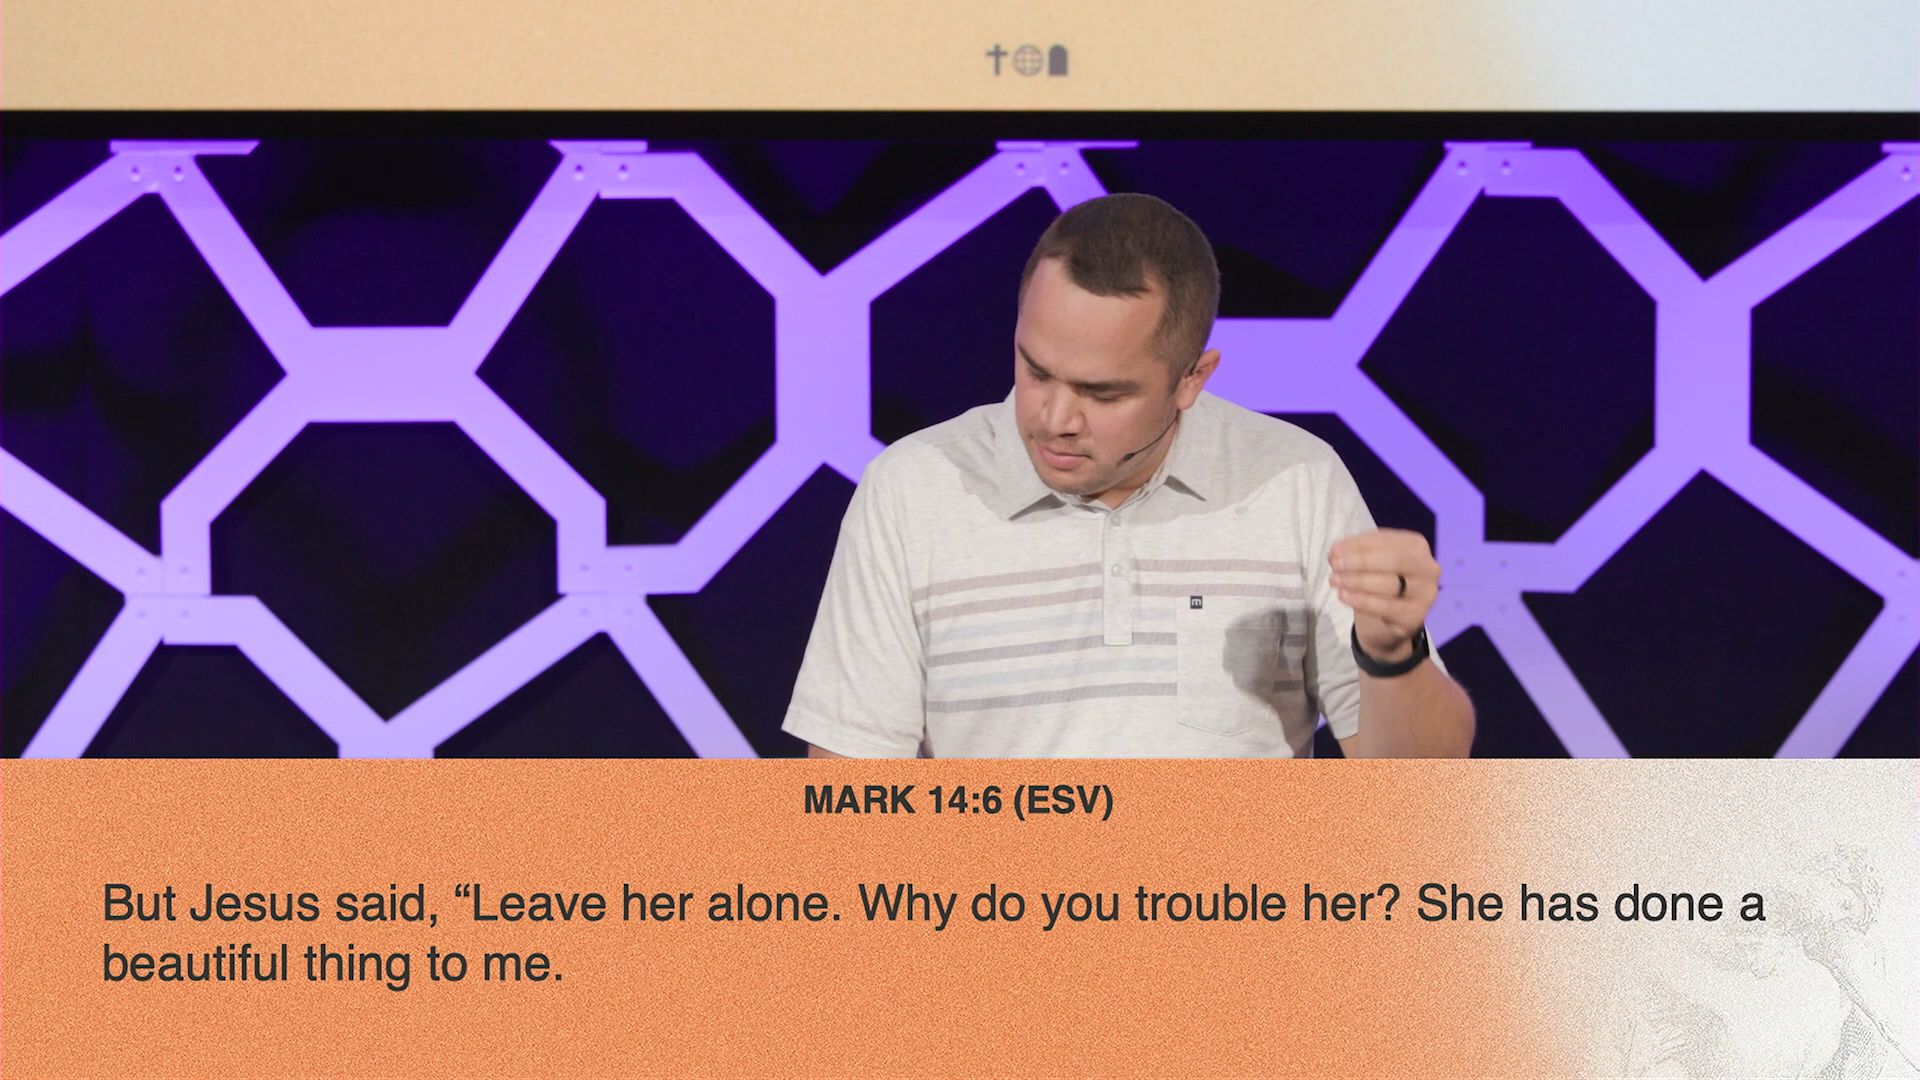 m
MARK 14:6 (ESV)
But Jesus said, “Leave her alone. Why do you trouble her? She has done a
beautiful thing to me.